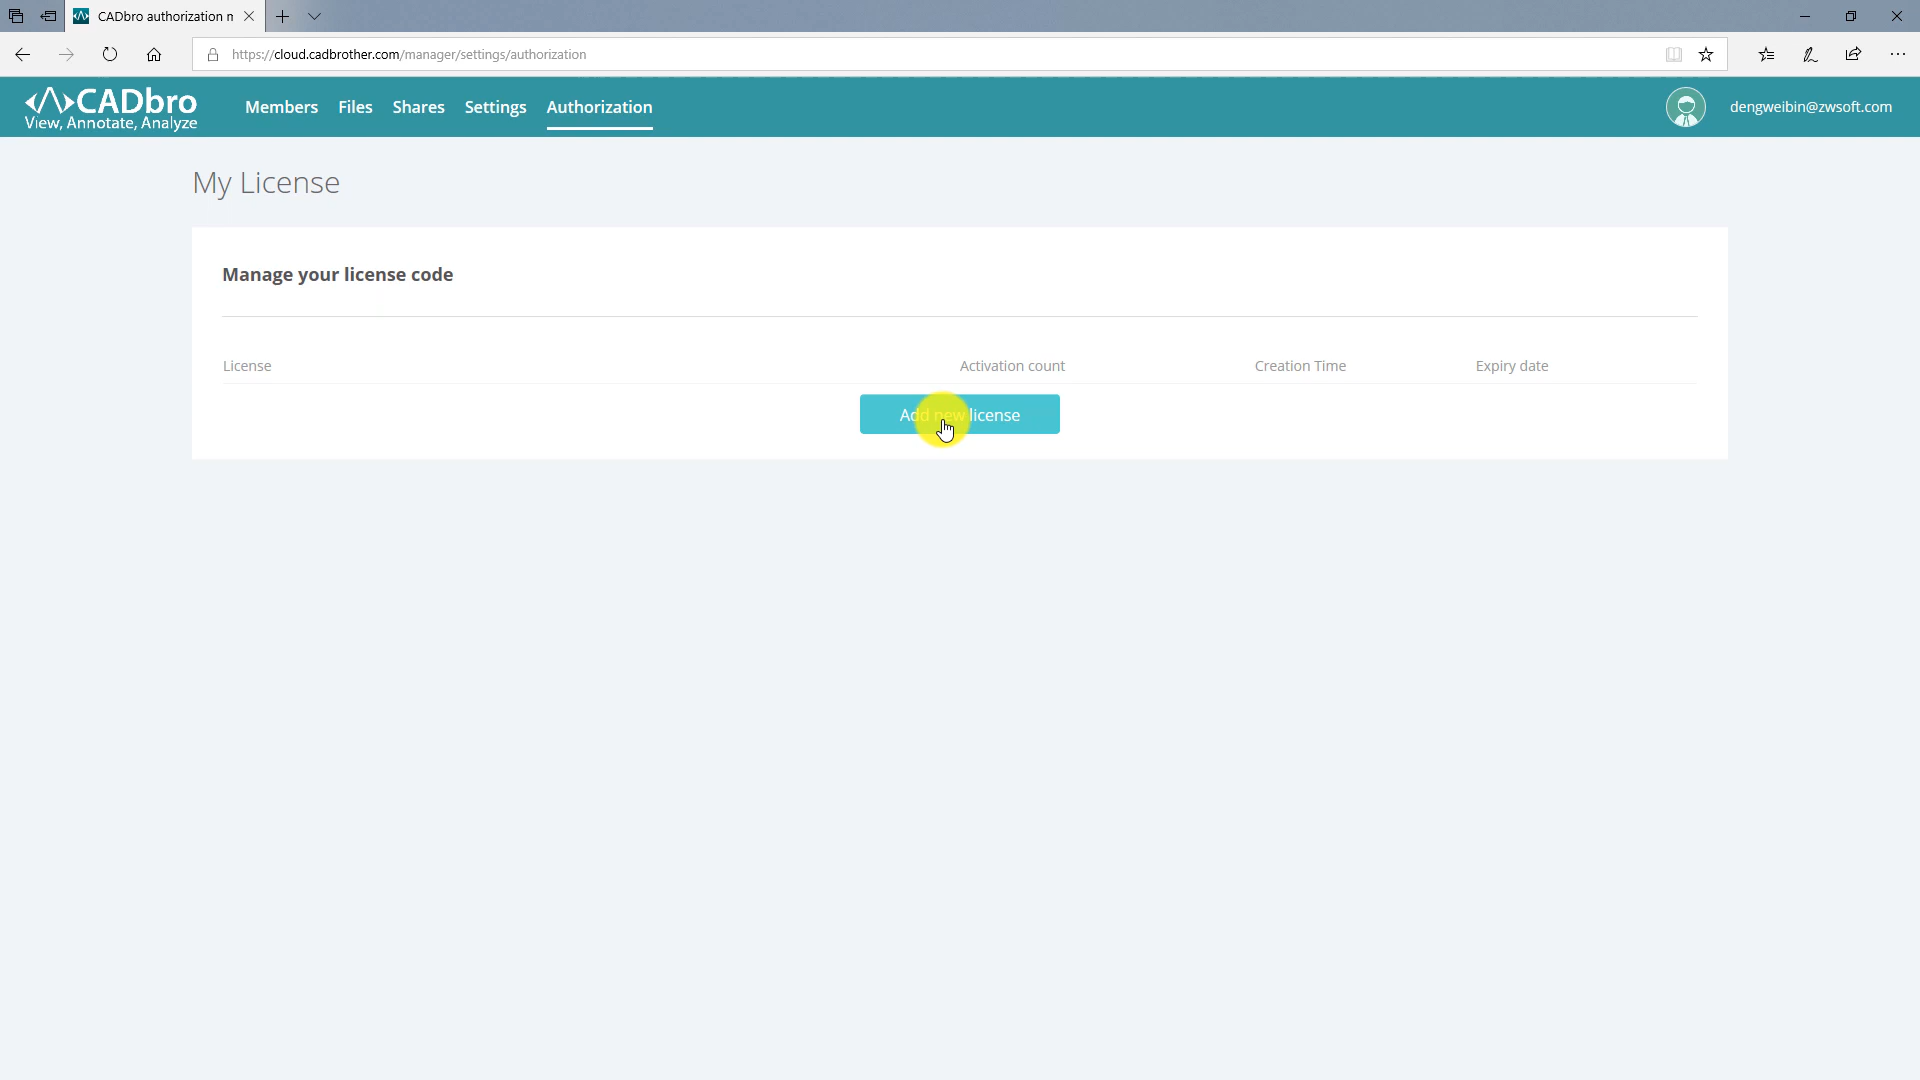 CADbro authorization m
https://cloud.cadbrother.com/manager/settings/authorization
CADbro
View, Annotate, Analyze
Members Files Shares Settings Authorization
dengweibin@zwsoft.com
My License
Manage your license code
License Activation count Creation Time Expiry date
Add new license